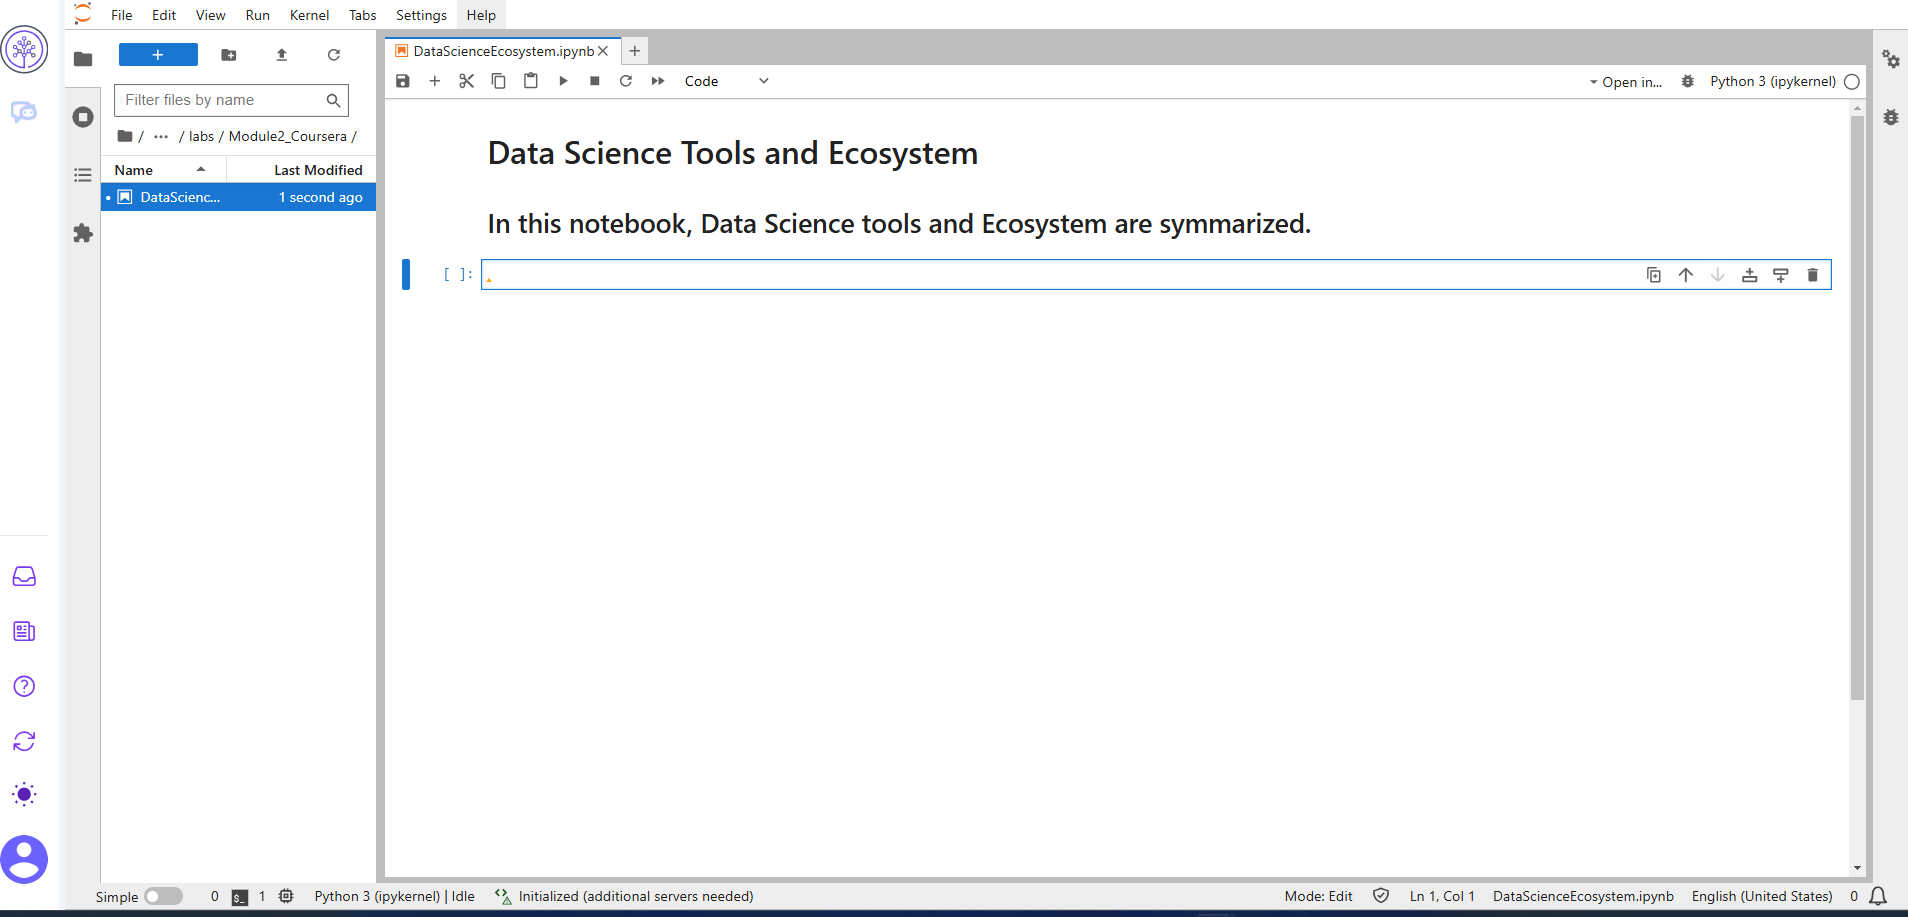 File Edit View Run Kernel Tabs Settings Help
+
Filter files by name
/ ··· / labs / Module2_Coursera /
Name Last Modified
DataScienc... 1 second ago
DataScienceEcosystem.ipynb
Code
Open in...
Python 3 (ipykernel)
Data Science Tools and Ecosystem
In this notebook, Data Science tools and Ecosystem are symmarized.
[ ]:
Simple 0 $_ 1 Python 3 (ipykernel) | Idle Initialized (additional servers needed) Mode: Edit Ln 1, Col 1 DataScienceEcosystem.ipynb English (United States) 0